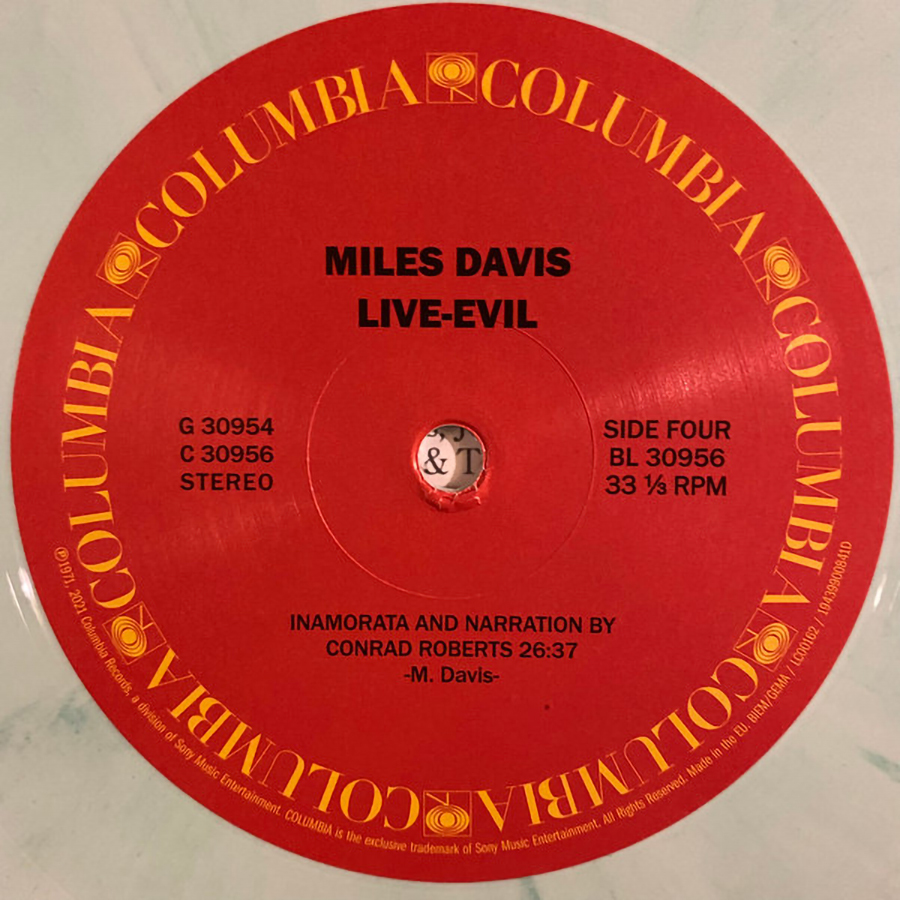 COLUMBIA COLUMBIA COLUMBIA COLUMBIA COLUMBIA COLUMBIA
MILES DAVIS
LIVE-EVIL
G 30954
C 30956
STEREO
& T
SIDE FOUR
BL 30956
33 ⅓ RPM
INAMORATA AND NARRATION BY
CONRAD ROBERTS 26:37
-M. Davis-
℗1971, 2021 Columbia Records, a division of Sony Music Entertainment. COLUMBIA is the exclusive trademark of Sony Music Entertainment. All Rights Reserved. Made in the EU. BIEM/GEMA / LC00162 / 19439900841D